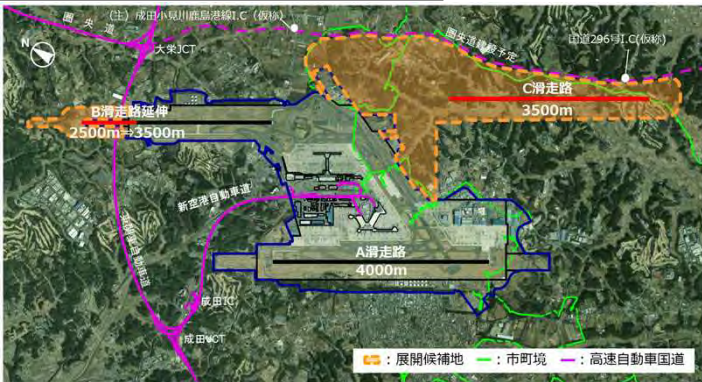 圏央道
(主)成田小見川鹿島港線I.C(仮称)
大栄JCT
N
圏央道建設予定
国道296号I.C(仮称)
C滑走路
3500m
B滑走路延伸
2500m⇒3500m
新空港自動車道
東関東自動車道
A滑走路
4000m
成田IC
成田JCT
：展開候補地
：市町境
：高速自動車国道